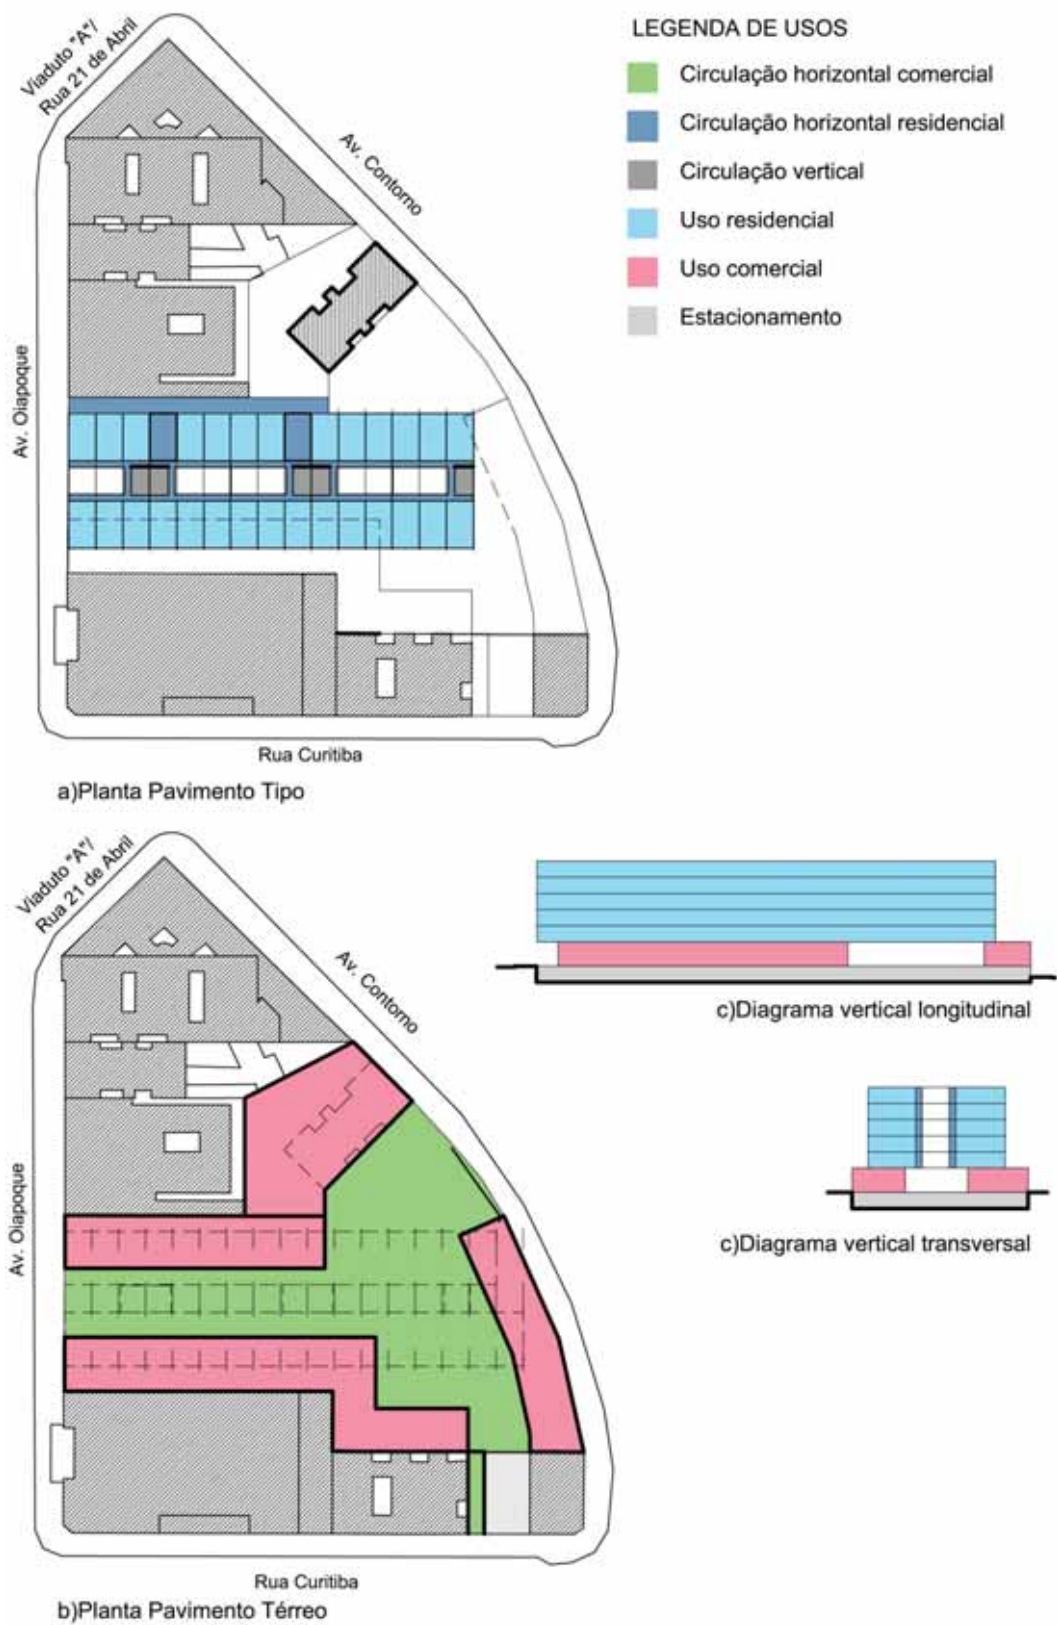 LEGENDA DE USOS
Circulação horizontal comercial
Circulação horizontal residencial
Circulação vertical
Uso residencial
Uso comercial
Estacionamento
Viaduto "A"/
Rua 21 de Abril
Av. Contorno
Av. Oiapoque
Rua Curitiba
a)Planta Pavimento Tipo
Viaduto "A"/
Rua 21 de Abril
Av. Contorno
c)Diagrama vertical longitudinal
Av. Oiapoque
c)Diagrama vertical transversal
Rua Curitiba
b)Planta Pavimento Térreo